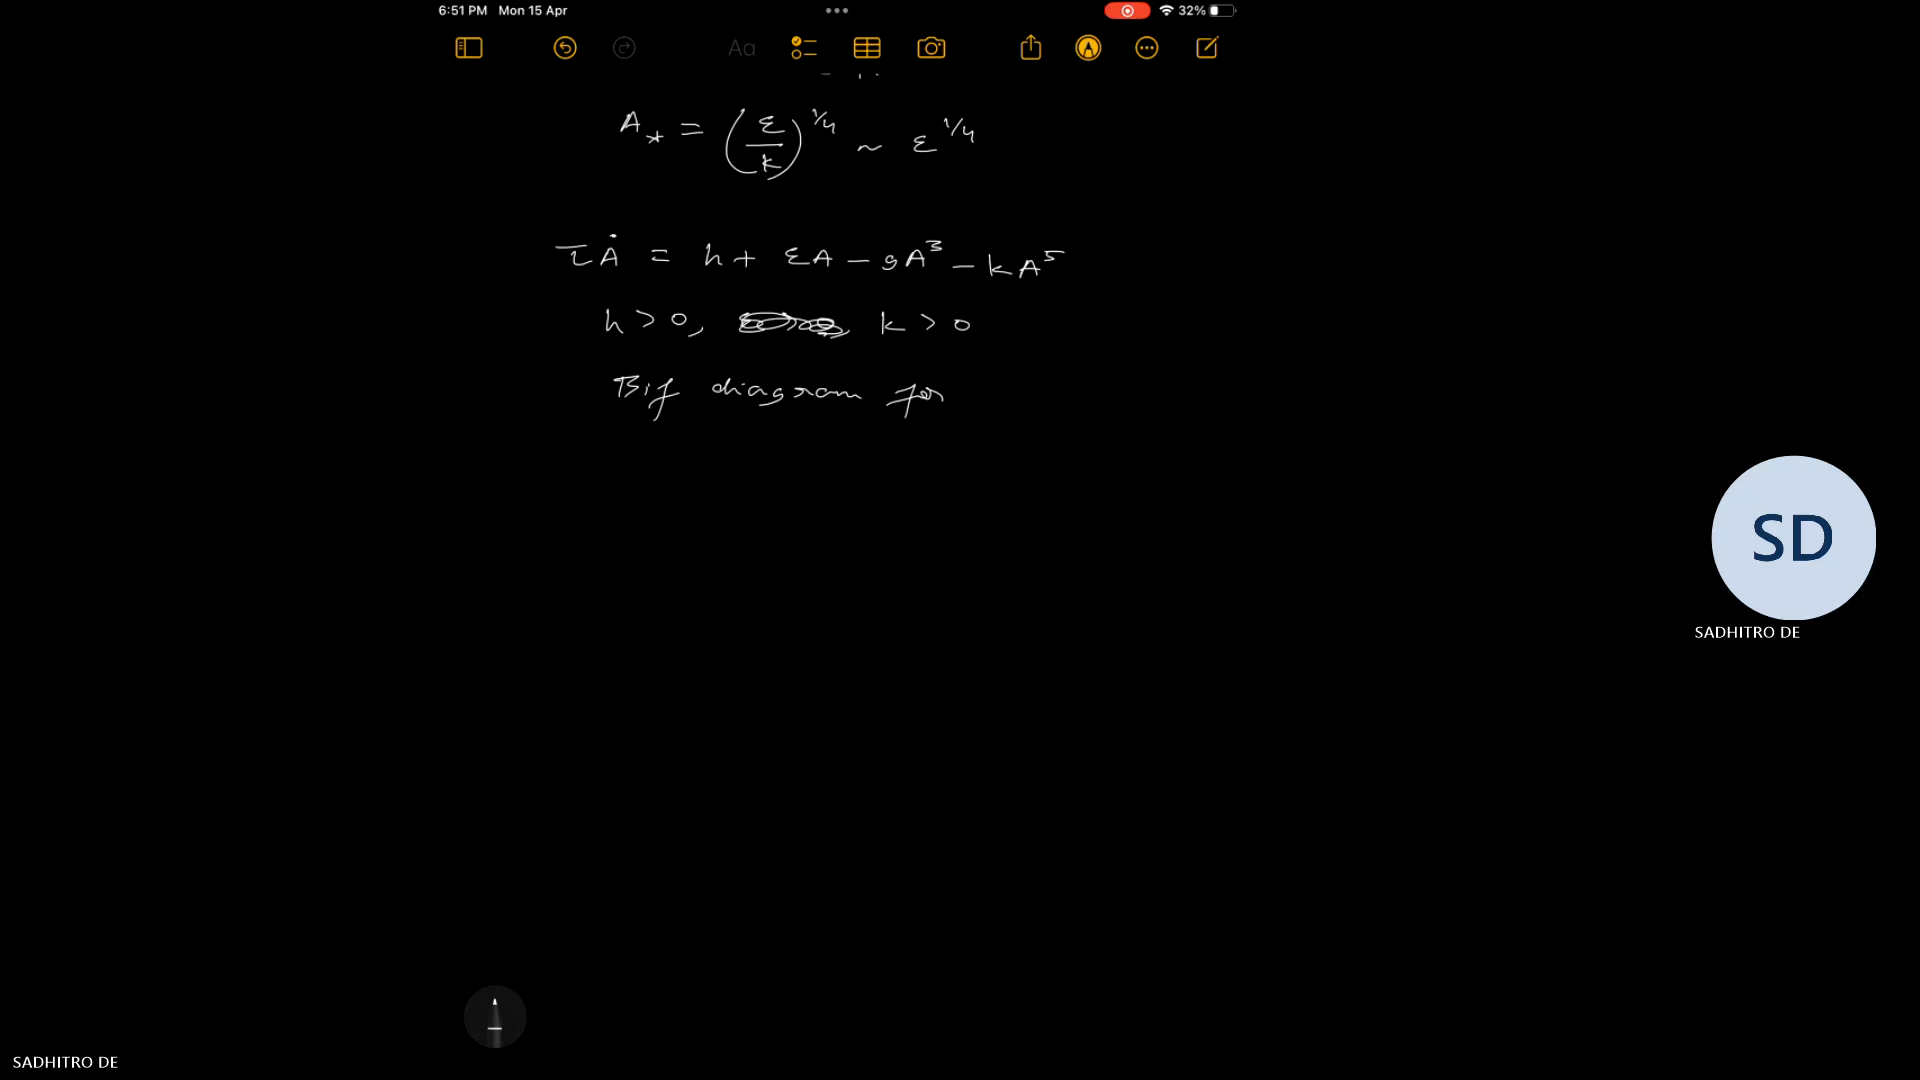 6:51 PM Mon 15 Apr
32%
Aa
A* = (ε/k)^1/4 ~ ε^1/4
τȦ = h + εA - gA³ - kA⁵
h > 0, k > 0
Bif diagram for
SD
SADHITRO DE
SADHITRO DE